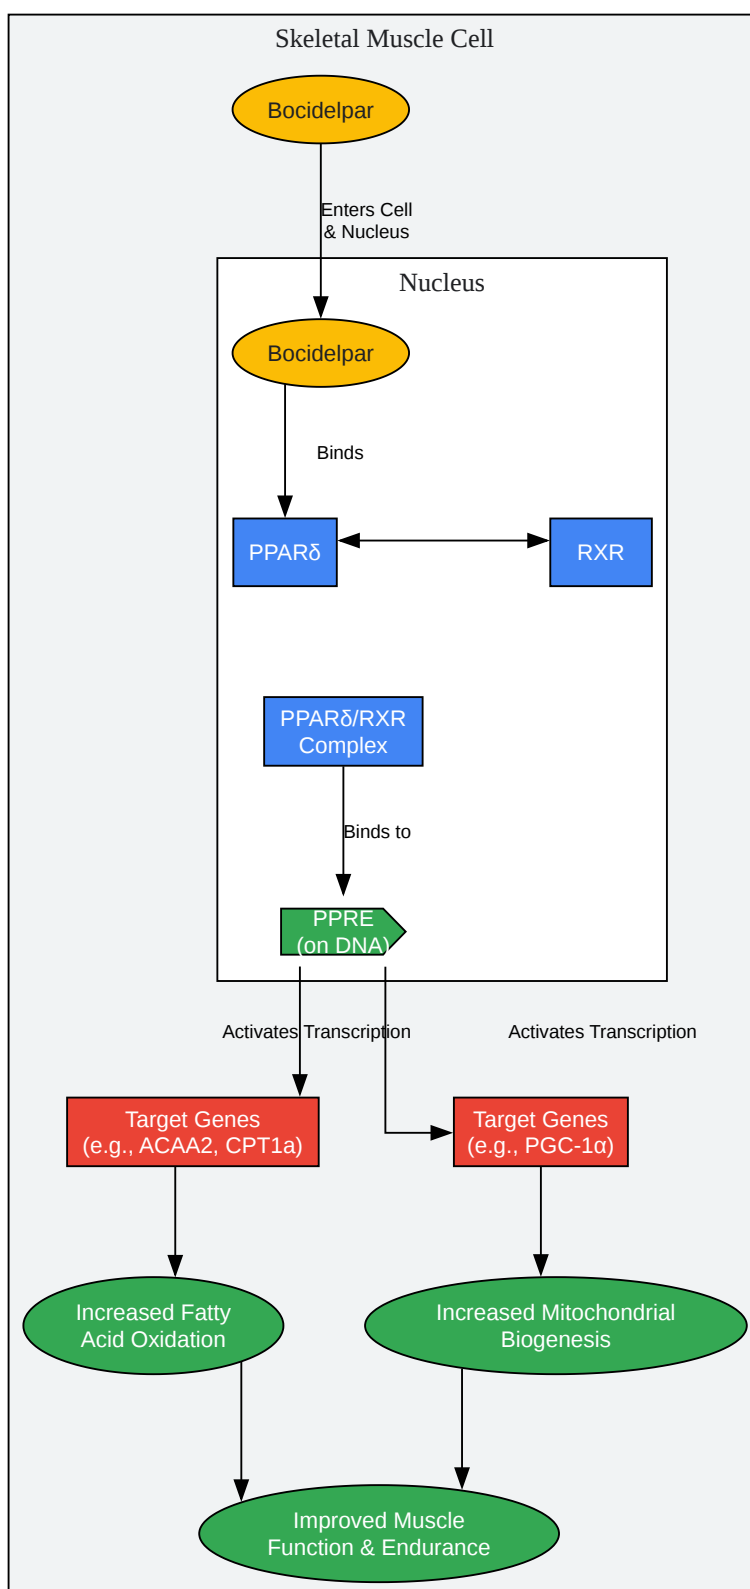 Skeletal Muscle Cell
Bocidelpar
Enters Cell
& Nucleus
Nucleus
Bocidelpar
Binds
PPARδ
RXR
PPARδ/RXR
Complex
Binds to
PPRE
(on DNA)
Activates Transcription
Activates Transcription
Target Genes
(e.g., ACAA2, CPT1a)
Target Genes
(e.g., PGC-1α)
Increased Fatty
Acid Oxidation
Increased Mitochondrial
Biogenesis
Improved Muscle
Function & Endurance